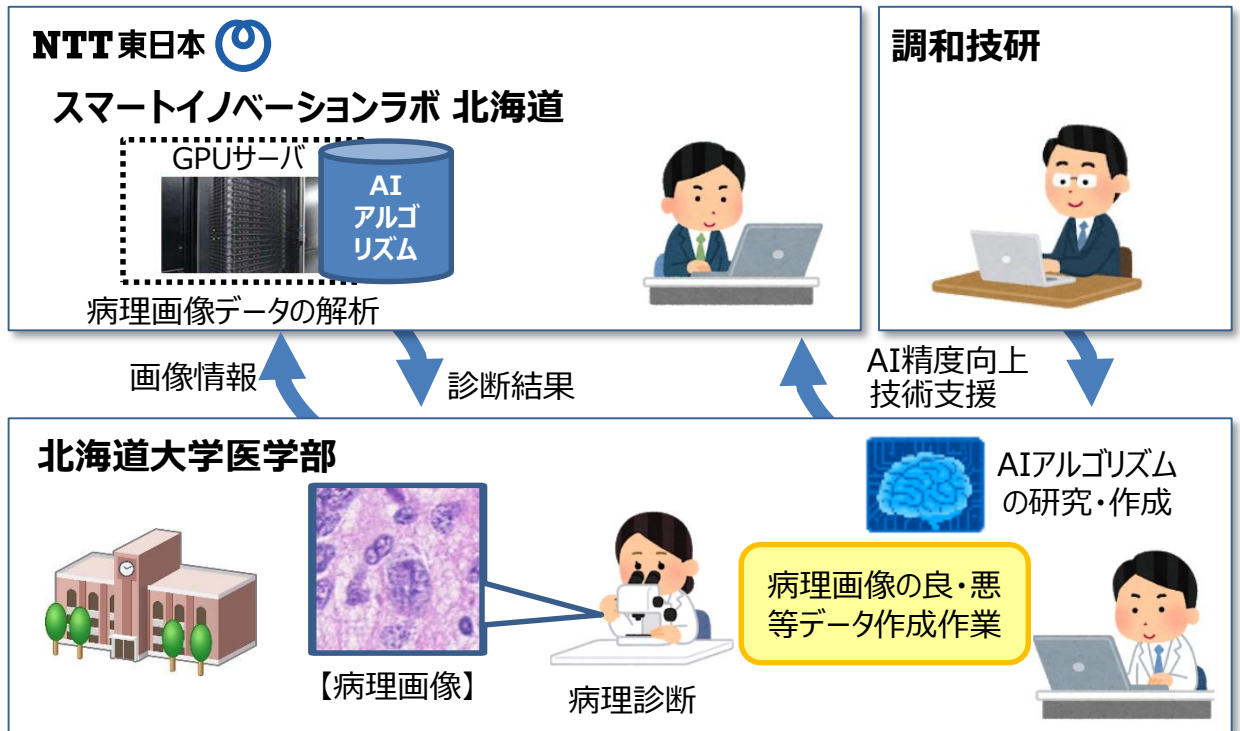 NTT東日本
スマートイノベーションラボ 北海道
GPUサーバ
AI
アルゴ
リズム
病理画像データの解析
調和技研
画像情報
診断結果
AI精度向上
技術支援
北海道大学医学部
【病理画像】
病理診断
AIアルゴリズム
の研究・作成
病理画像の良・悪
等データ作成作業